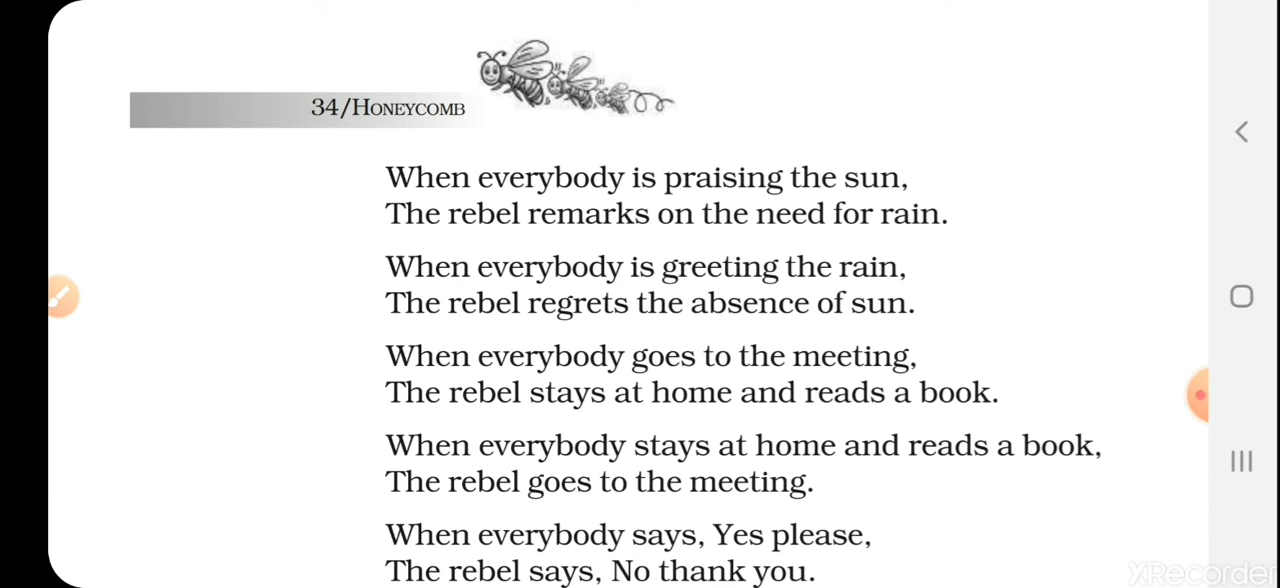 34/HONEYCOMB
When everybody is praising the sun,
The rebel remarks on the need for rain.
When everybody is greeting the rain,
The rebel regrets the absence of sun.
When everybody goes to the meeting,
The rebel stays at home and reads a book.
When everybody stays at home and reads a book,
The rebel goes to the meeting.
When everybody says, Yes please,
The rebel says, No thank you.
XRecorder